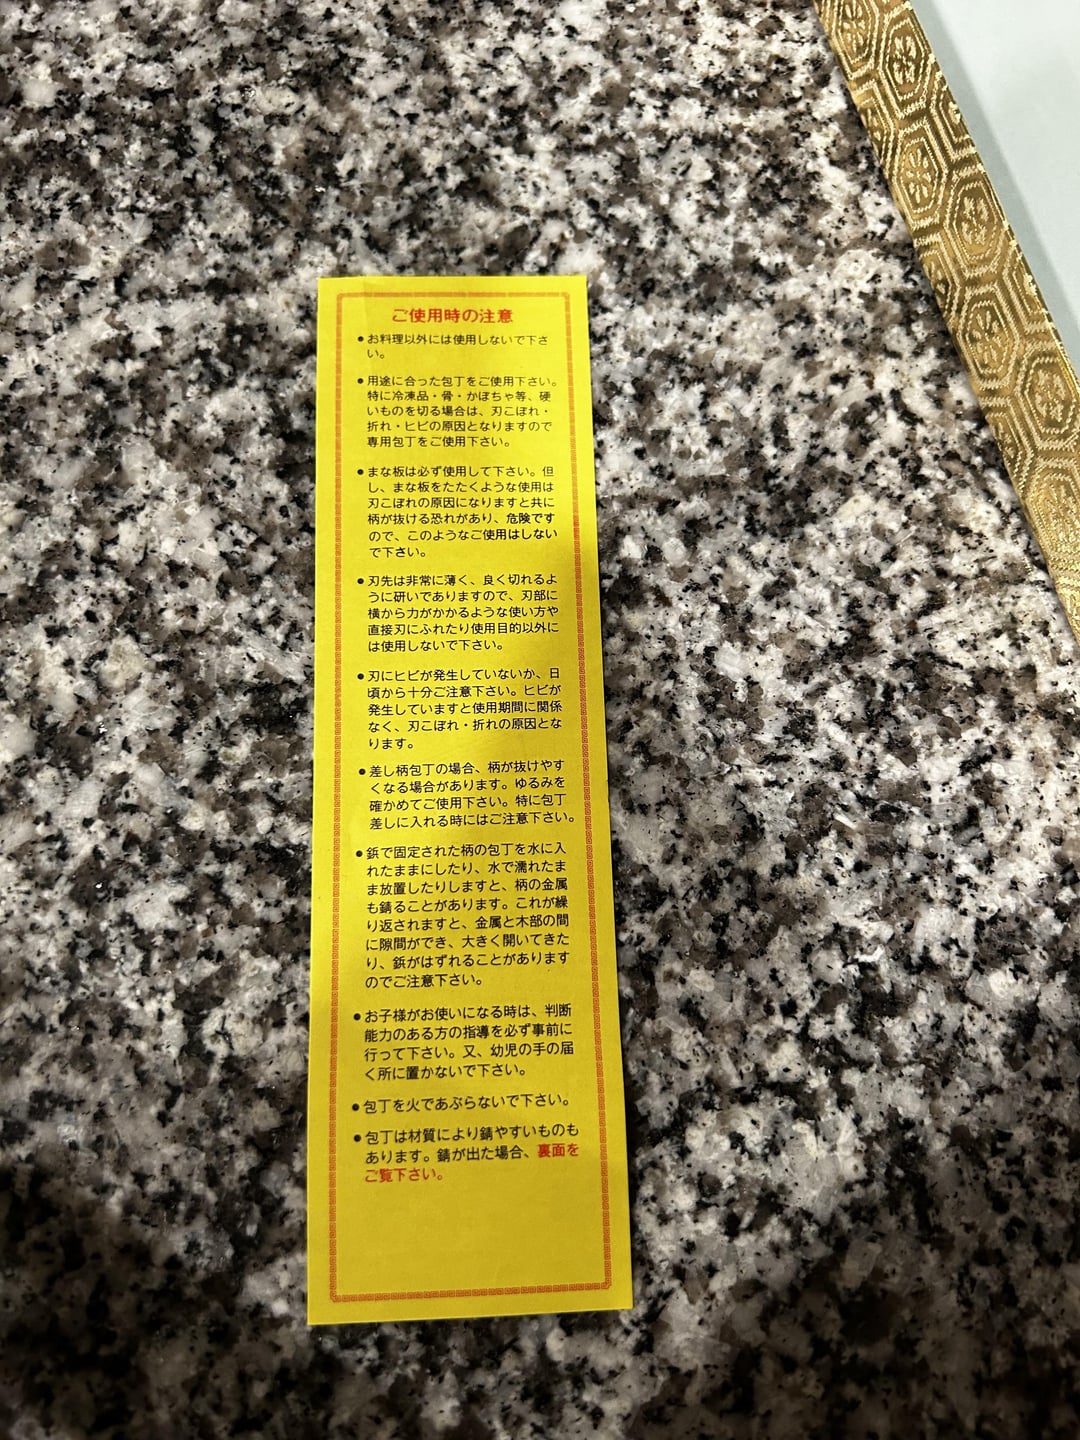 ご使用時の注意
●お料理以外には使用しないで下さ
い。
●用途に合った包丁をご使用下さい。
特に冷凍品・骨・かぼちゃ等、硬
いものを切る場合は、刃こぼれ・
折れ・ヒビの原因となりますので
専用包丁をご使用下さい。
●まな板は必ず使用して下さい。但
し、まな板をたたくような使用は
刃こぼれの原因になりますと共に
柄が抜ける恐れがあり、危険です
ので、このようなご使用はしない
で下さい。
●刃先は非常に薄く、良く切れるよ
うに研いでありますので、刃部に
横から力がかかるような使い方や
直接刃にふれたり使用目的以外に
は使用しないで下さい。
●刃にヒビが発生していないか、日
頃から十分ご注意下さい。ヒビが
発生していますと使用期間に関係
なく、刃こぼれ・折れの原因とな
ります。
●差し柄包丁の場合、柄が抜けやす
くなる場合があります。ゆるみを
確かめてご使用下さい。特に包丁
差しに入れる時にはご注意下さい。
●鋲で固定された柄の包丁を水に入
れたままにしたり、水で濡れたま
ま放置したりしますと、柄の金属
も錆ることがあります。これが繰
り返されますと、金属と木部の間
に隙間ができ、大きく開いてきた
り、鋲がはずれることがあります
のでご注意下さい。
●お子様がお使いになる時は、判断
能力のある方の指導を必ず事前に
行って下さい。又、幼児の手の届
く所に置かないで下さい。
●包丁を火であぶらないで下さい。
●包丁は材質により錆やすいものも
あります。錆が出た場合、裏面を
ご覧下さい。